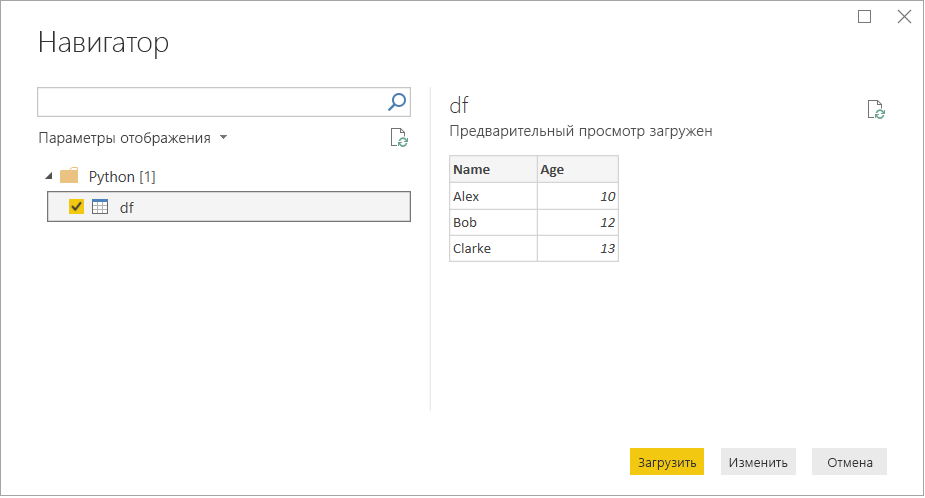 Навигатор
Параметры отображения
Python [1]
df
df
Предварительный просмотр загружен
Name Age
Alex 10
Bob 12
Clarke 13
Загрузить Изменить Отмена